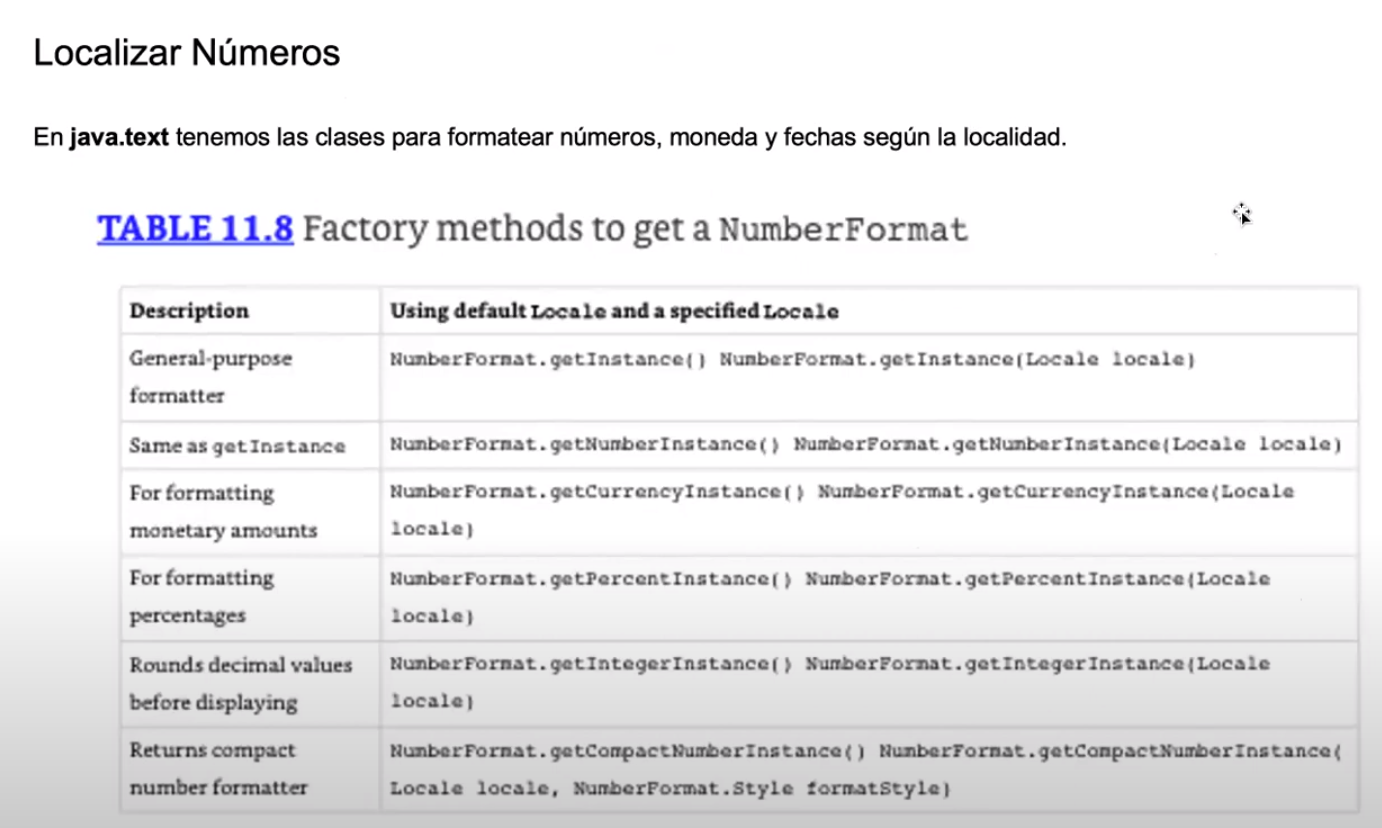 Localizar Números
En java.text tenemos las clases para formatear números, moneda y fechas según la localidad.
TABLE 11.8 Factory methods to get a NumberFormat
Description
Using default Locale and a specified Locale
General-purpose
formatter
NumberFormat.getInstance() NumberFormat.getInstance(Locale locale)
Same as getInstance
NumberFormat.getNumberInstance() NumberFormat.getNumberInstance(Locale locale)
For formatting
monetary amounts
NumberFormat.getCurrencyInstance() NumberFormat.getCurrencyInstance(Locale
locale)
For formatting
percentages
NumberFormat.getPercentInstance() NumberFormat.getPercentInstance(Locale
locale)
Rounds decimal values
before displaying
NumberFormat.getIntegerInstance() NumberFormat.getIntegerInstance(Locale
locale)
Returns compact
number formatter
NumberFormat.getCompactNumberInstance() NumberFormat.getCompactNumberInstance(
Locale locale, NumberFormat.Style formatStyle)